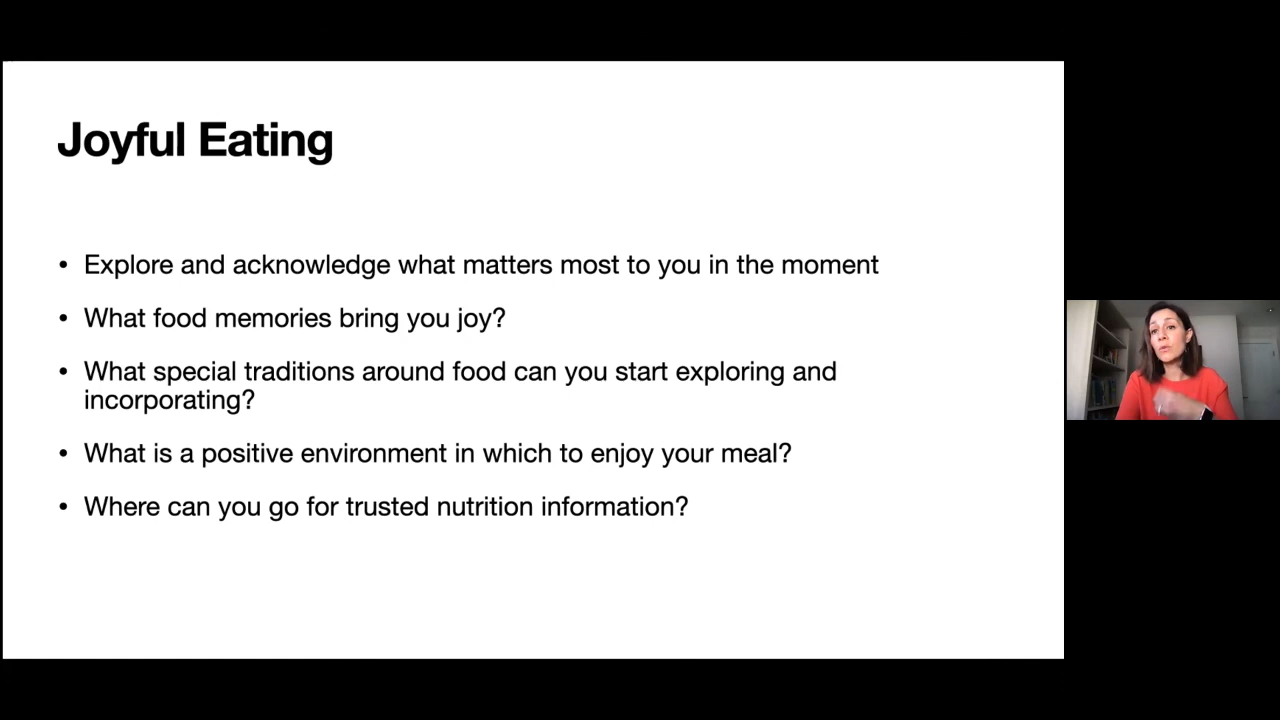 Joyful Eating
• Explore and acknowledge what matters most to you in the moment
• What food memories bring you joy?
• What special traditions around food can you start exploring and
incorporating?
• What is a positive environment in which to enjoy your meal?
• Where can you go for trusted nutrition information?